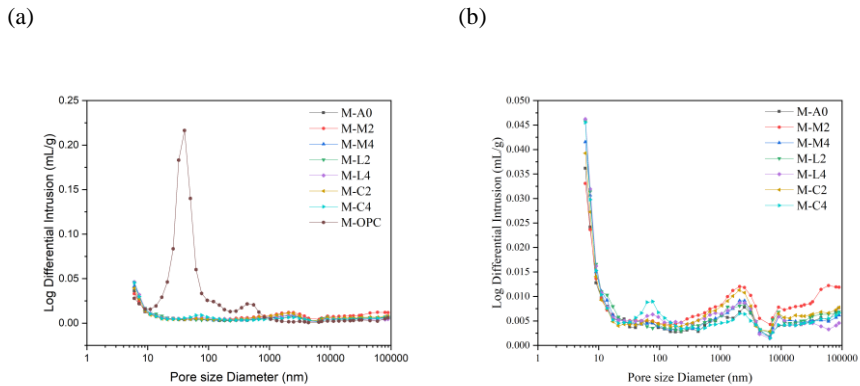 (a)
(b)
Log Differential Intrusion (mL/g)
0.25
0.20
0.15
0.10
0.05
0.00
M-A0
M-M2
M-M4
M-L2
M-L4
M-C2
M-C4
M-OPC
1 10 100 1000 10000 100000
Pore size Diameter (nm)
Log Differential Intrusion (mL/g)
0.050
0.045
0.040
0.035
0.030
0.025
0.020
0.015
0.010
0.005
0.000
M-A0
M-M2
M-M4
M-L2
M-L4
M-C2
M-C4
1 10 100 1000 10000 100000
Pore size Diameter (nm)